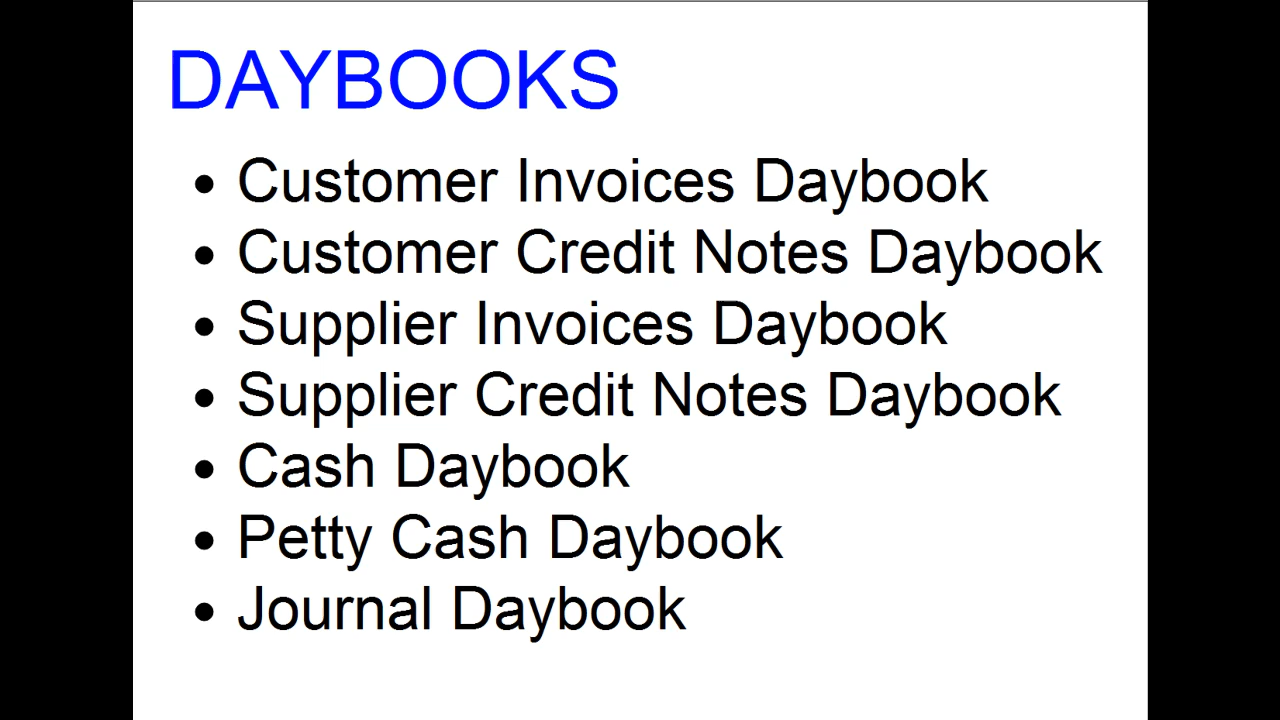 DAYBOOKS
• Customer Invoices Daybook
• Customer Credit Notes Daybook
• Supplier Invoices Daybook
• Supplier Credit Notes Daybook
• Cash Daybook
• Petty Cash Daybook
• Journal Daybook